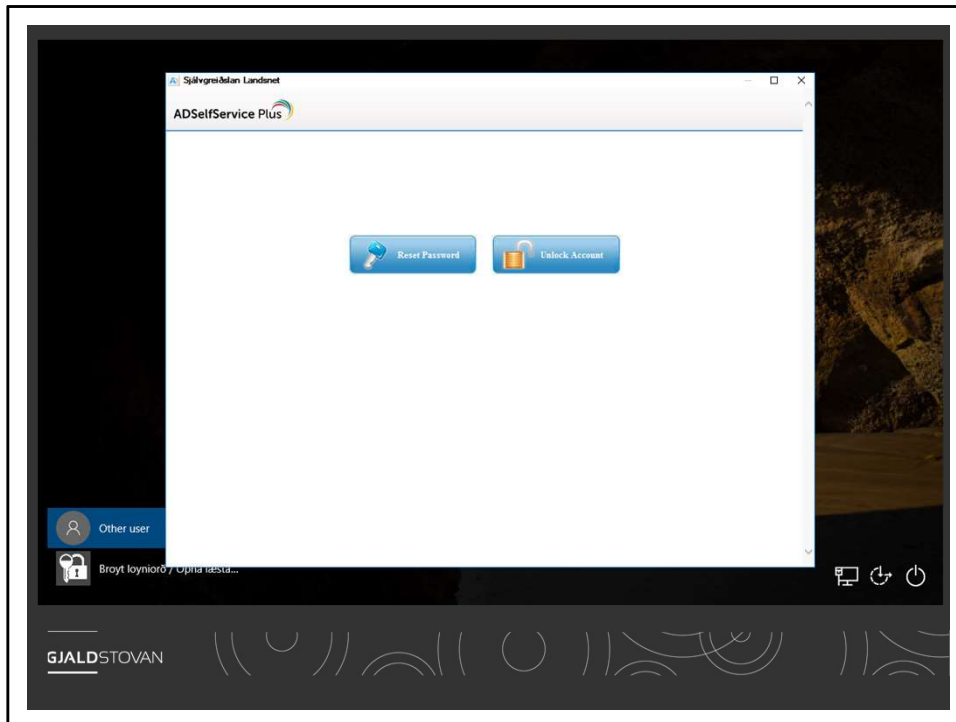 Sjálvgreiðslan Landsnet
ADSelfService Plus
Reset Password
Unlock Account
Other user
Broyt loyniorð / Opna læsta...
GJALDSTOVAN